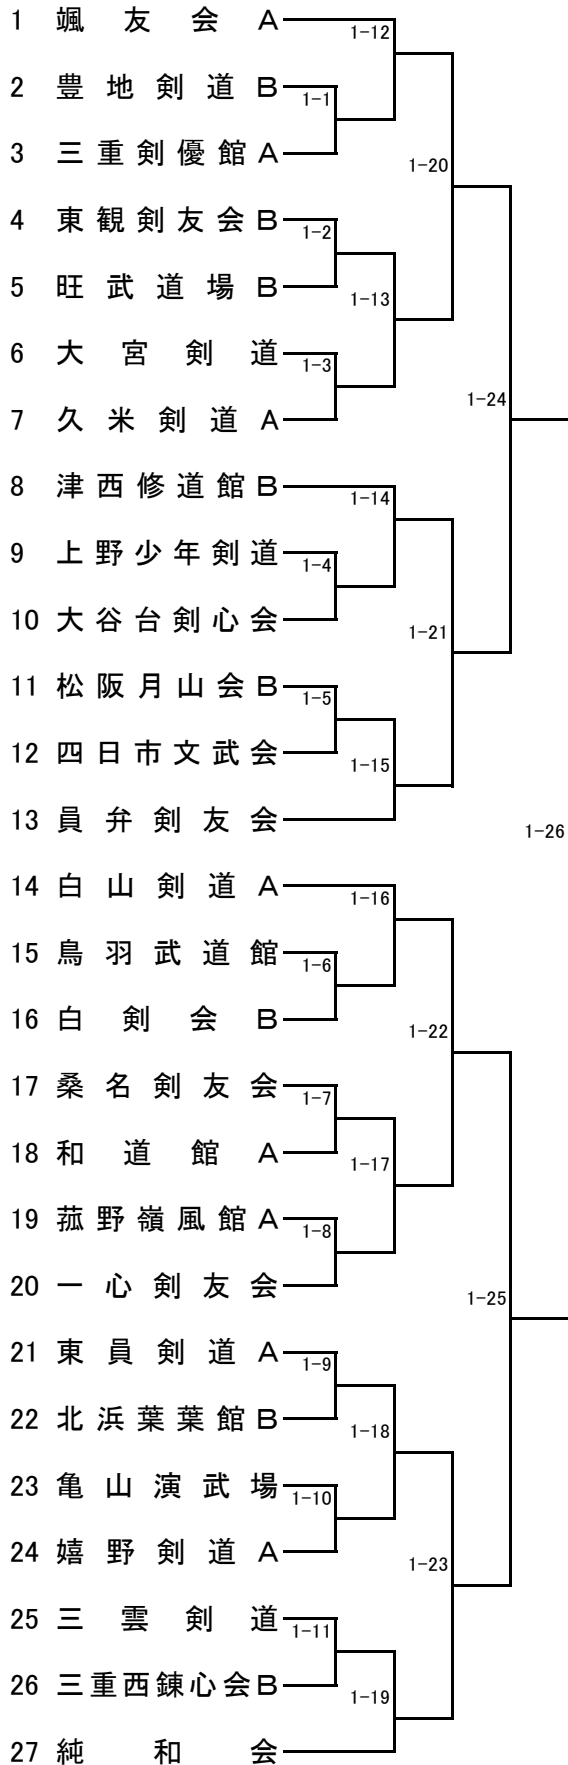 1 颯友会A
1-12
2 豊地剣道B
1-1
3 三重剣優館A
1-20
4 東観剣友会B
1-2
5 旺武道場B
1-13
6 大宮剣道
1-3
7 久米剣道A
1-24
8 津西修道館B
1-14
9 上野少年剣道
1-4
10 大谷台剣心会
1-21
11 松阪月山会B
1-5
12 四日市文武会
1-15
13 員弁剣友会
1-26
14 白山剣道A
1-16
15 鳥羽武道館
1-6
16 白剣会B
1-22
17 桑名剣友会
1-7
18 和道館A
1-17
19 菰野嶺風館A
1-8
20 一心剣友会
1-25
21 東員剣道A
1-9
22 北浜葉葉館B
1-18
23 亀山演武場
1-10
24 嬉野剣道A
1-23
25 三雲剣道
1-11
26 三重西錬心会B
1-19
27 純和会